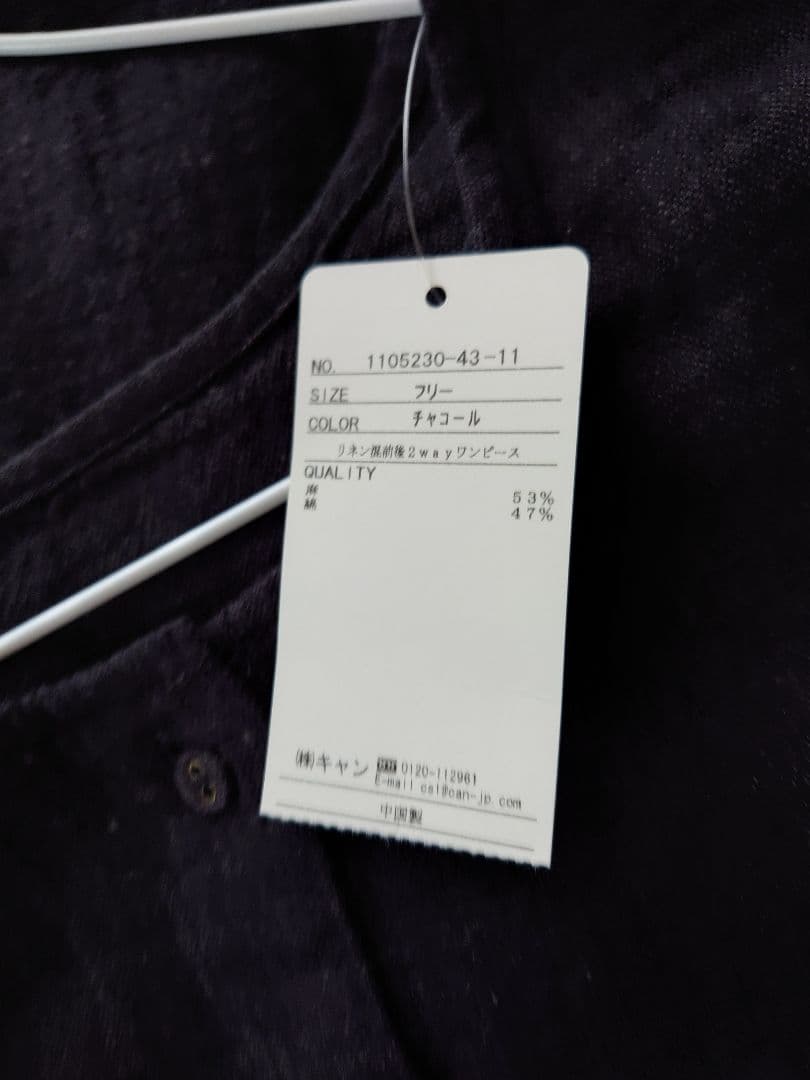 NO. 1105230-43-11
SIZE フリー
COLOR チャコール
リネン混前後2wayワンピース
QUALITY
麻 53%
綿 47%
㈱キャン 0120-112961
E-mail csl@can-jp.com
中国製